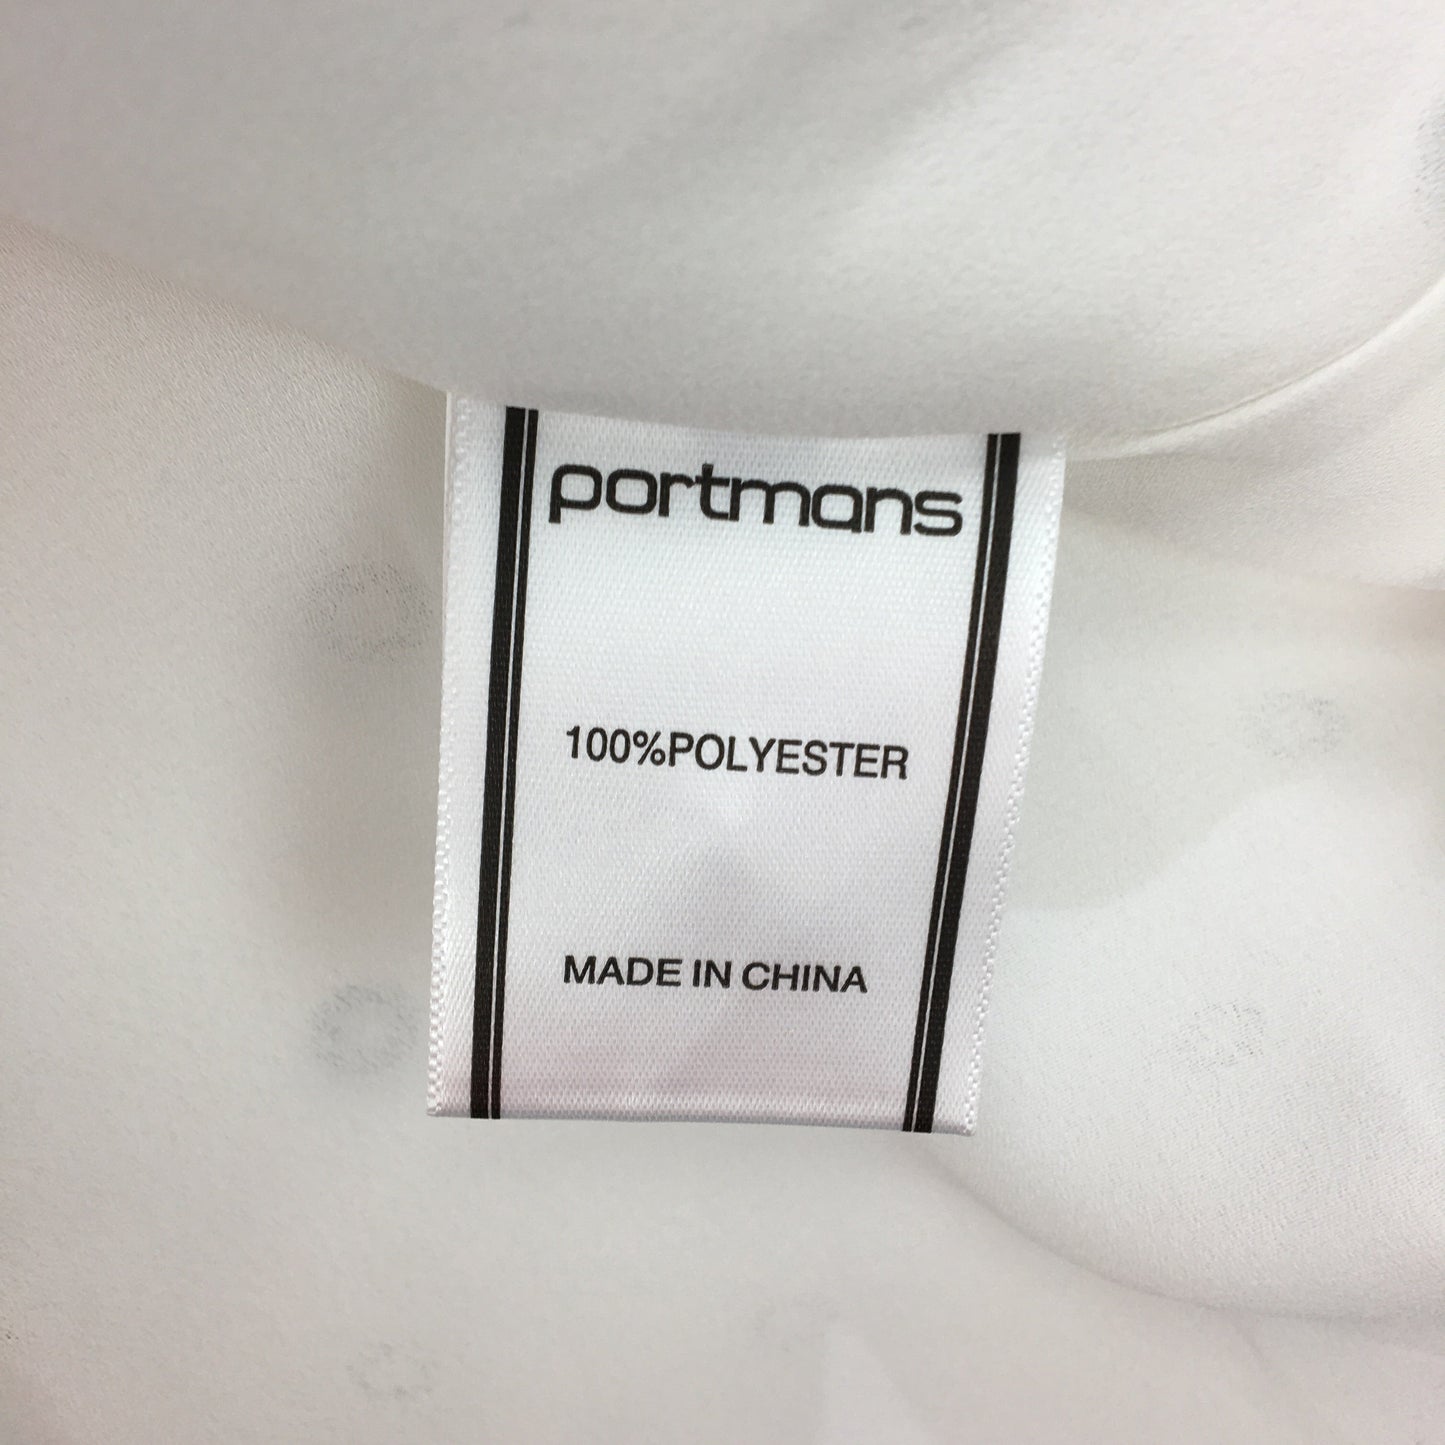 portmans
100%POLYESTER
MADE IN CHINA